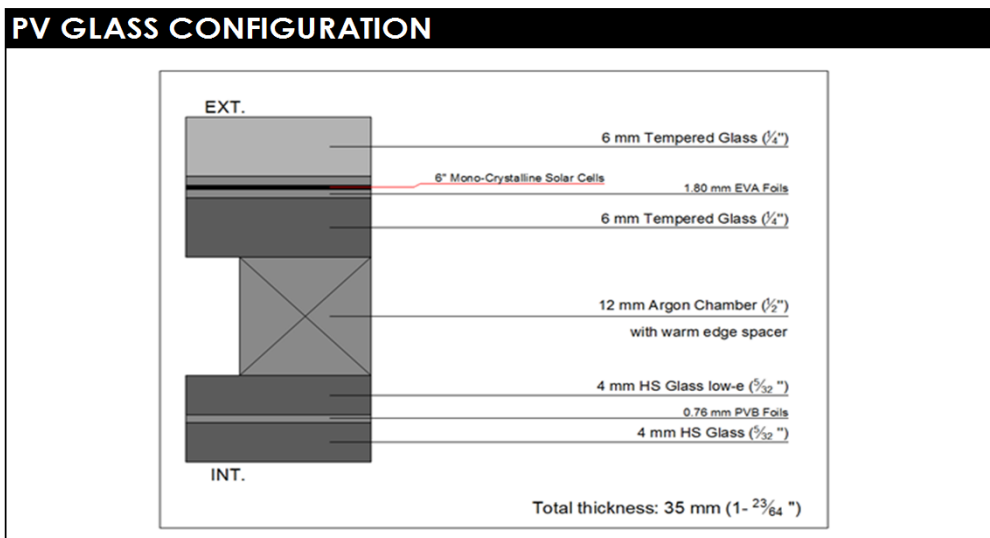 PV GLASS CONFIGURATION
EXT.
6 mm Tempered Glass (¼")
6" Mono-Crystalline Solar Cells
1.80 mm EVA Foils
6 mm Tempered Glass (¼")
12 mm Argon Chamber (½")
with warm edge spacer
4 mm HS Glass low-e (5⁄32 ")
0.76 mm PVB Foils
4 mm HS Glass (5⁄32 ")
INT.
Total thickness: 35 mm (1- 23⁄64 ")